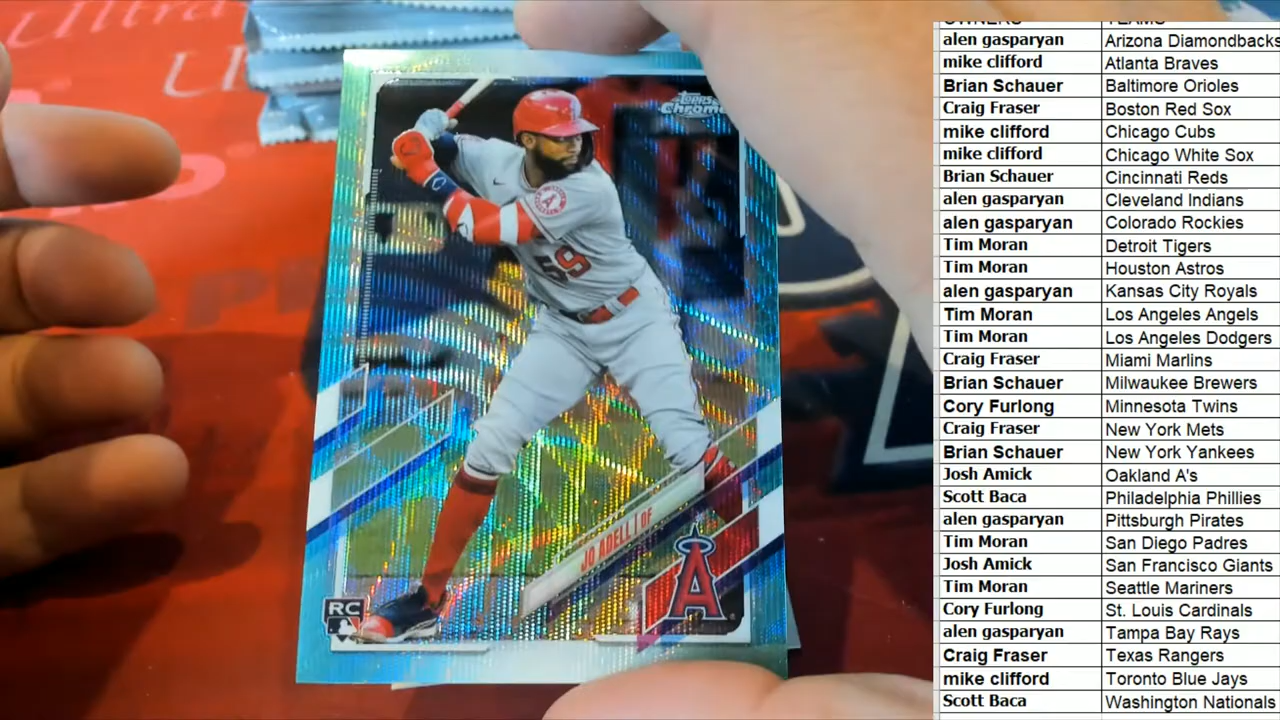 Ultra
U
Topps
Chrome
A
59
JO ADELL | OF
RC
A
OWNERS TEAMS
alen gasparyan Arizona Diamondbacks
mike clifford Atlanta Braves
Brian Schauer Baltimore Orioles
Craig Fraser Boston Red Sox
mike clifford Chicago Cubs
mike clifford Chicago White Sox
Brian Schauer Cincinnati Reds
alen gasparyan Cleveland Indians
alen gasparyan Colorado Rockies
Tim Moran Detroit Tigers
Tim Moran Houston Astros
alen gasparyan Kansas City Royals
Tim Moran Los Angeles Angels
Tim Moran Los Angeles Dodgers
Craig Fraser Miami Marlins
Brian Schauer Milwaukee Brewers
Cory Furlong Minnesota Twins
Craig Fraser New York Mets
Brian Schauer New York Yankees
Josh Amick Oakland A's
Scott Baca Philadelphia Phillies
alen gasparyan Pittsburgh Pirates
Tim Moran San Diego Padres
Josh Amick San Francisco Giants
Tim Moran Seattle Mariners
Cory Furlong St. Louis Cardinals
alen gasparyan Tampa Bay Rays
Craig Fraser Texas Rangers
mike clifford Toronto Blue Jays
Scott Baca Washington Nationals